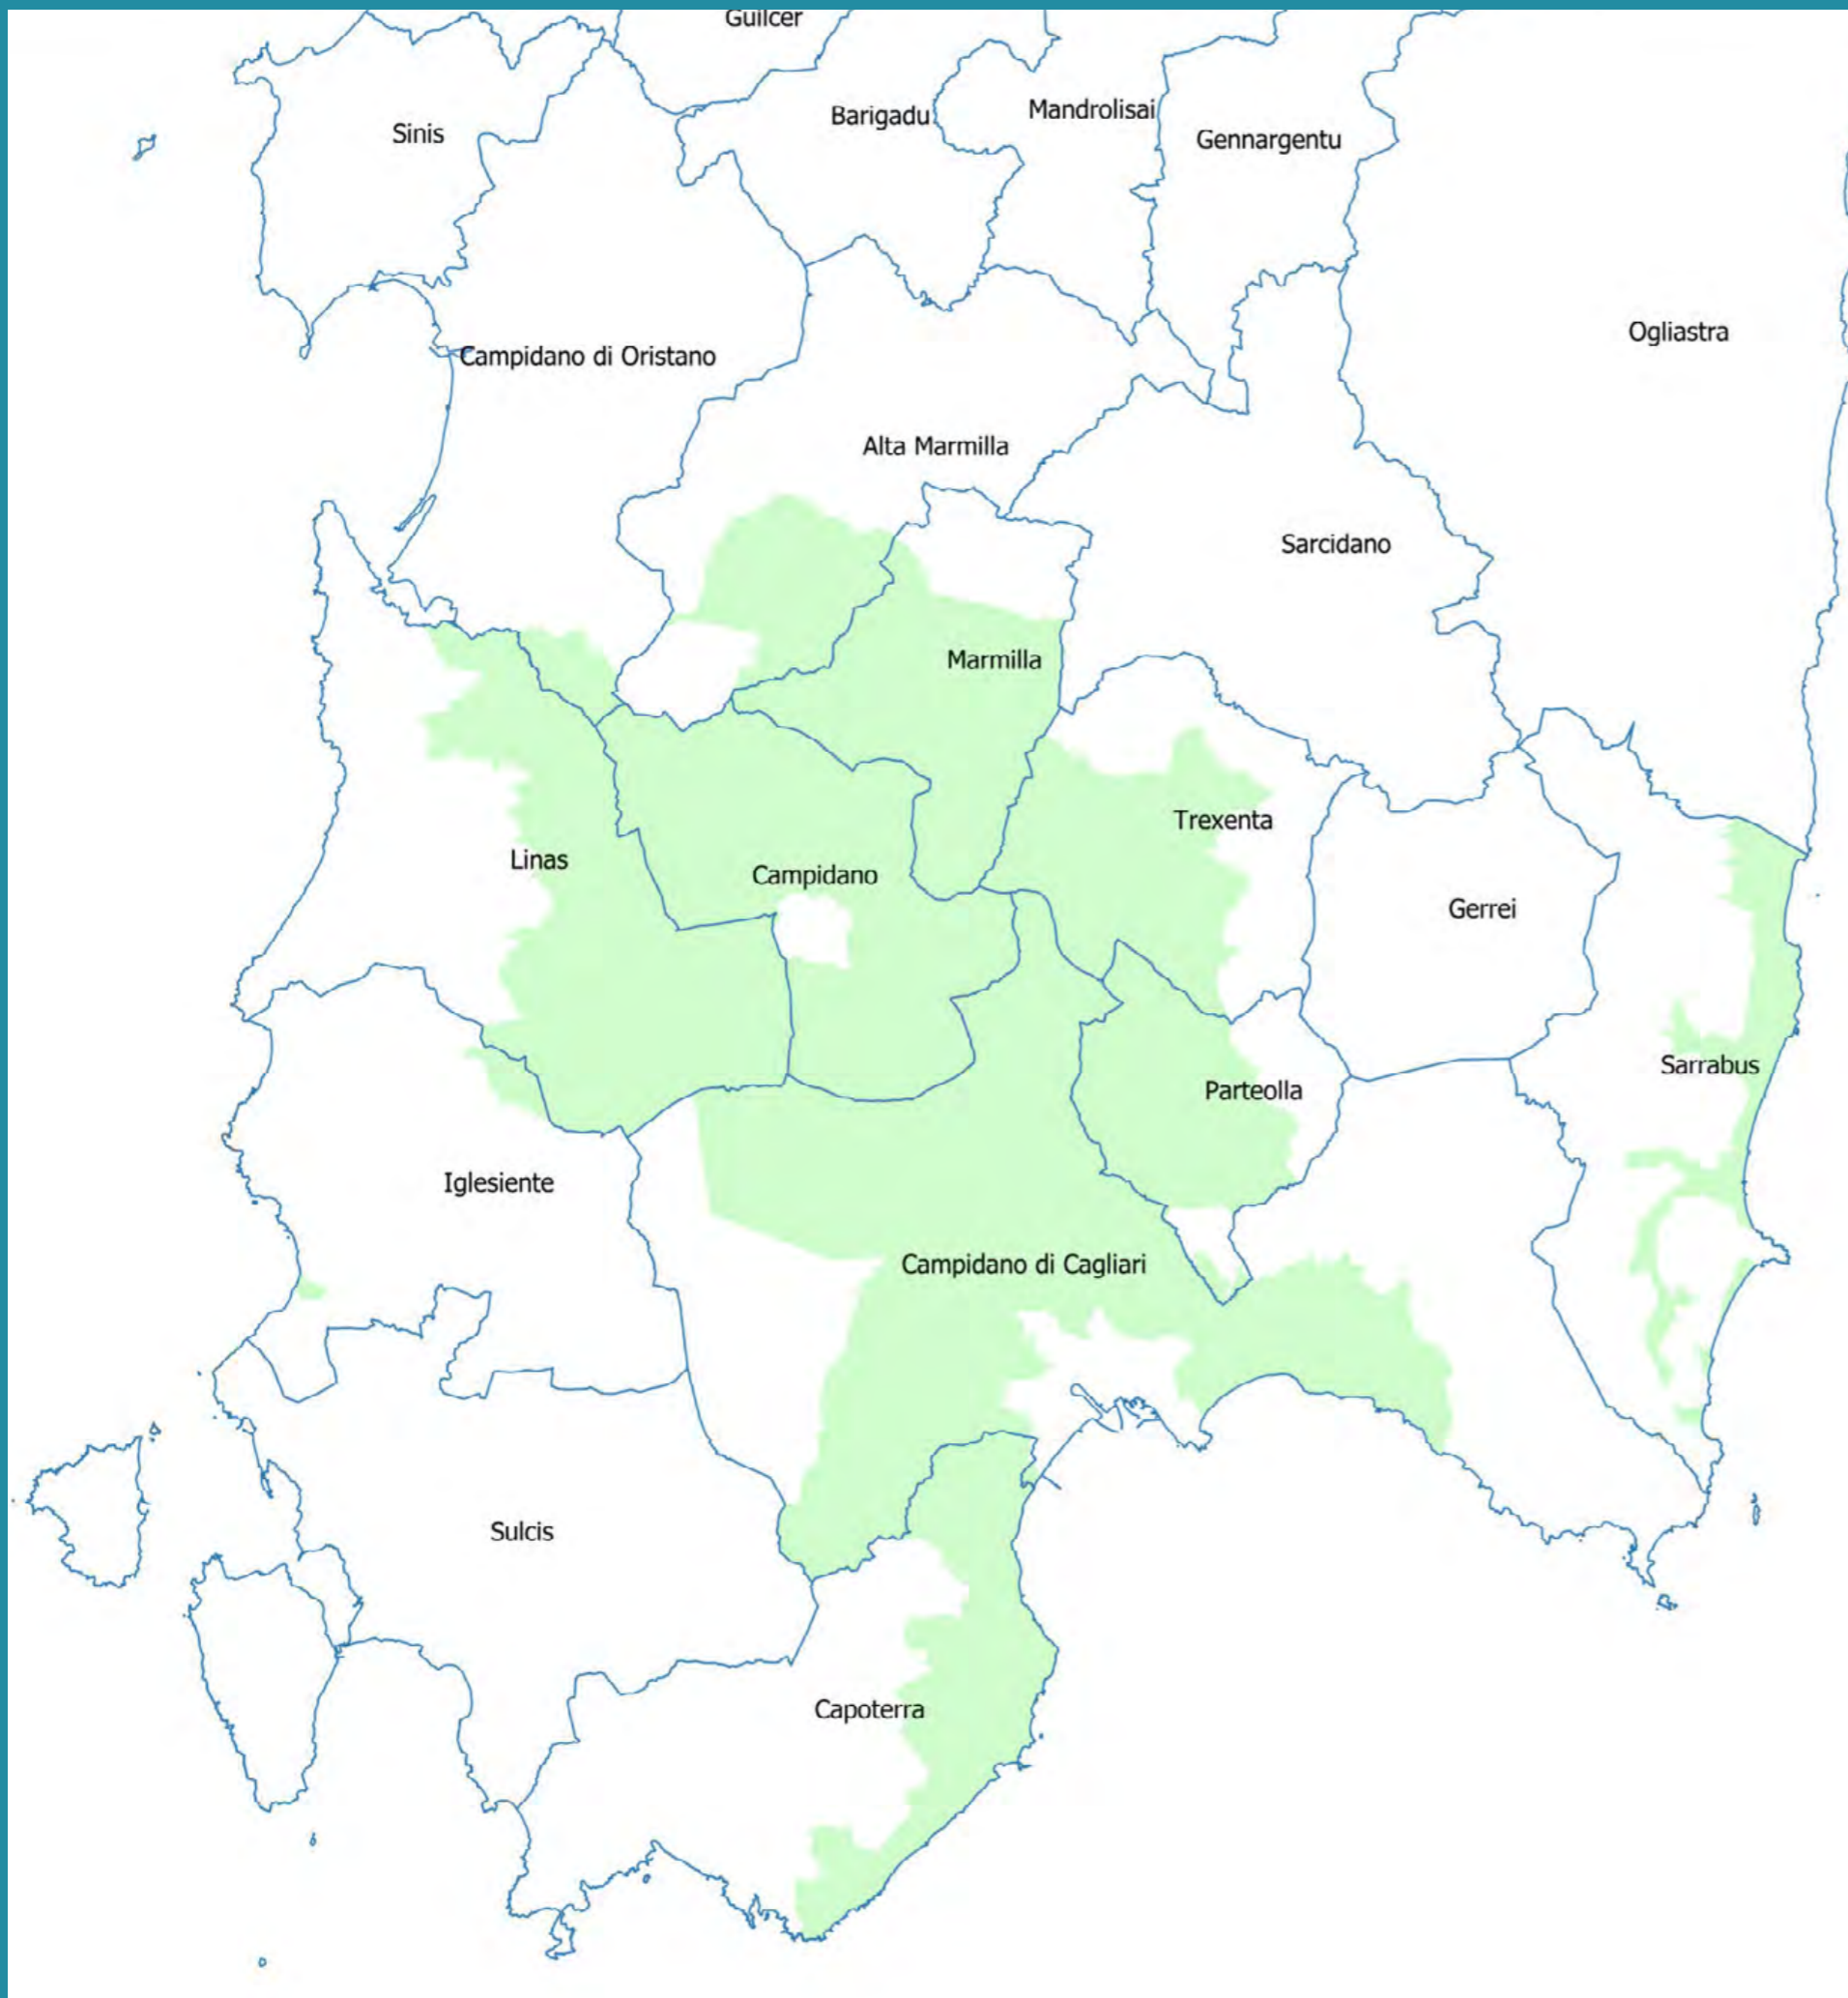 Guilcer
Barigadu
Mandrolisai
Sinis
Gennargentu
Ogliastra
Campidano di Oristano
Alta Marmilla
Sarcidano
Marmilla
Trexenta
Linas
Campidano
Gerrei
Sarrabus
Parteolla
Iglesiente
Campidano di Cagliari
Sulcis
Capoterra